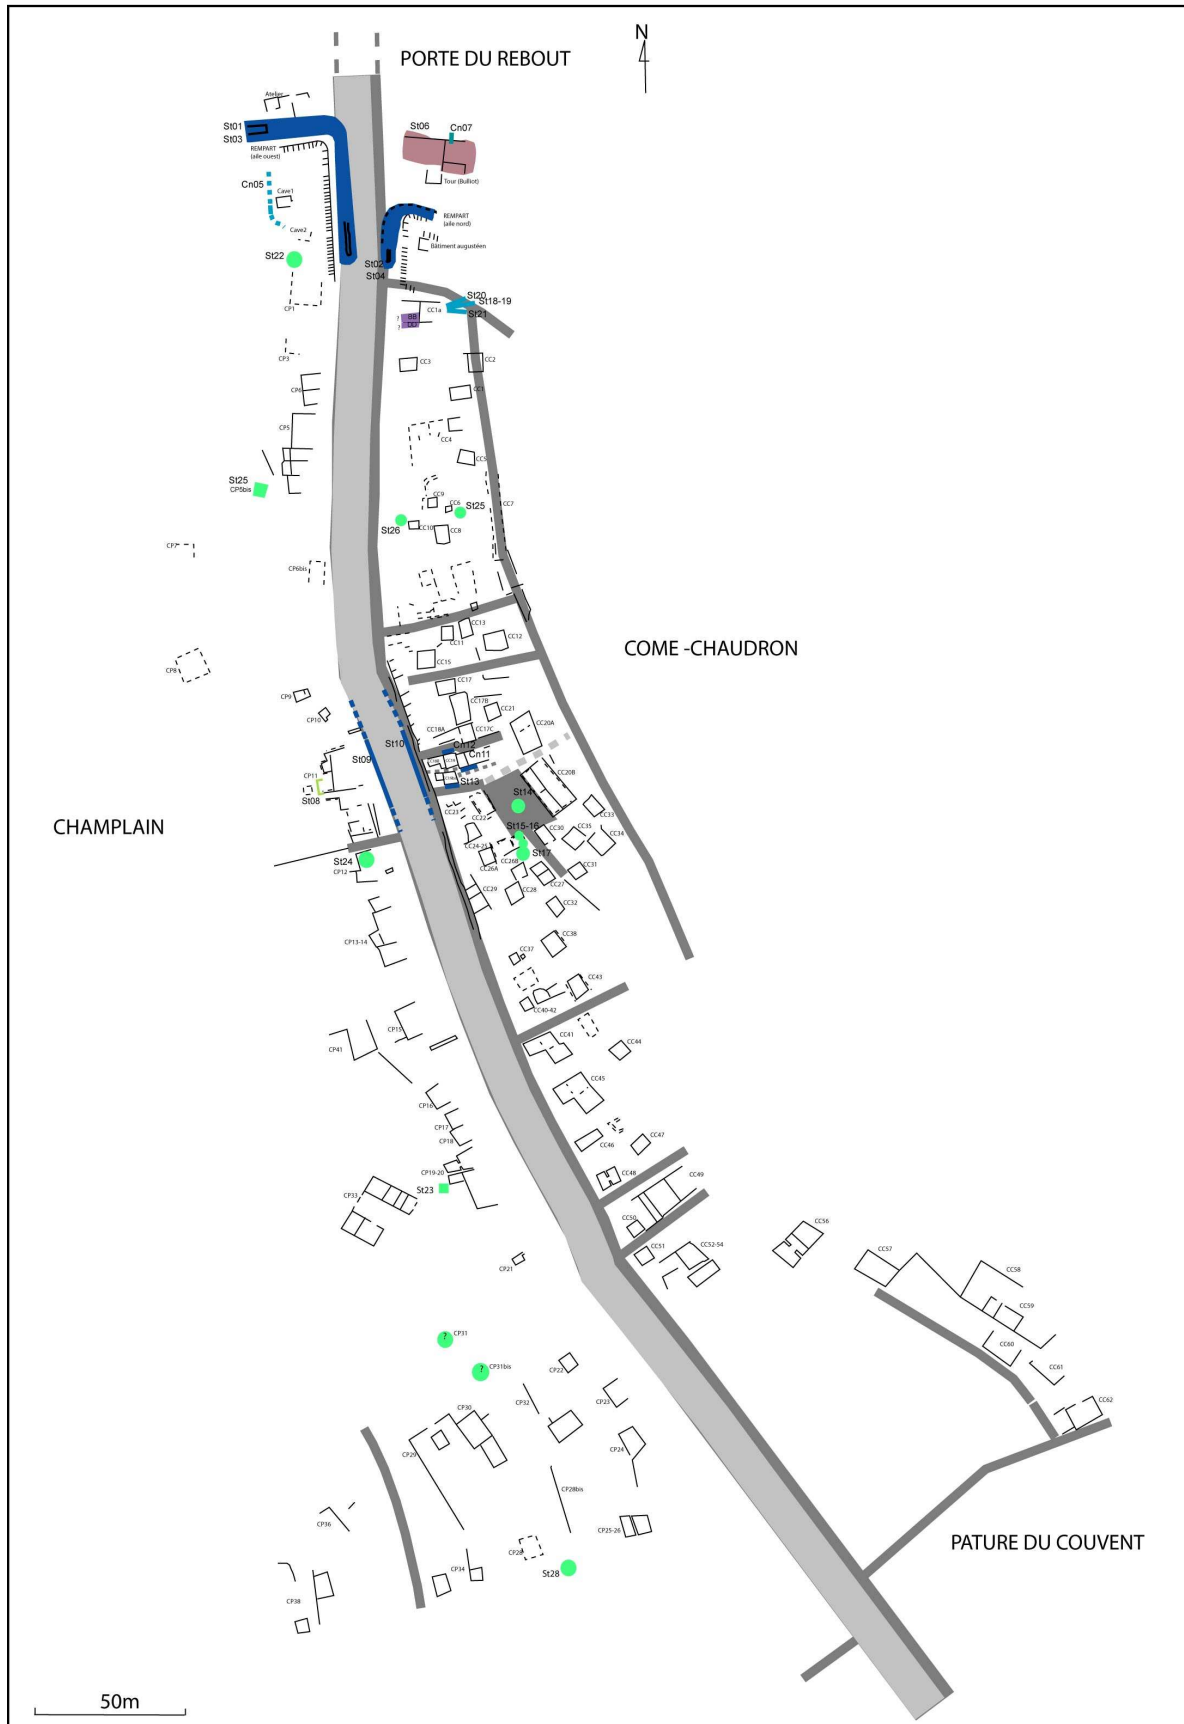 N
PORTE DU REBOUT
Atelier
St01
St03
REMPART
(aile ouest)
St06
Cn07
Tour (Bulliot)
Cn05
Cave1
Cave2
REMPART
(aile nord)
Bâtiment augustéen
St22
St02
St04
CP1
St20
St18-19
St21
CC1a
?
?
BB
DD
CP3
CC3
CC2
CP6
CC1
CP5
CC4
CC5
St25
CP5bis
CC9
CC6
St25
CC7
St26
CC10
CC8
CP7
CP6bis
CC13
CC11
CC12
COME -CHAUDRON
CP8
CC15
CC17
CP9
CC17B
CC21
CP10
CC18A
CC17C
CC20A
St10
Cn12
St09
Cn11
CP11
St13
CC20B
St08
St14
CC23
CC22
CC33
CHAMPLAIN
St15-16
CC30
CC35
CC34
CC24-25
St17
St24
CC26A
CC26B
CC31
CP12
CC27
CC29
CC28
CC32
CP13-14
CC38
CC37
CC43
CC40-42
CP15
CP41
CC41
CC44
CC45
CP16
CP17
CP18
CC46
CC47
CP19-20
CC48
CC49
CP33
St23
CC50
CC56
CC51
CC52-54
CC57
CP21
CC58
CC59
?
CP31
CC60
CC61
?
CP31bis
CP22
CP32
CP23
CC62
CP30
CP29
CP24
CP28bis
CP36
CP25-26
PATURE DU COUVENT
CP28
CP34
St28
CP38
50m